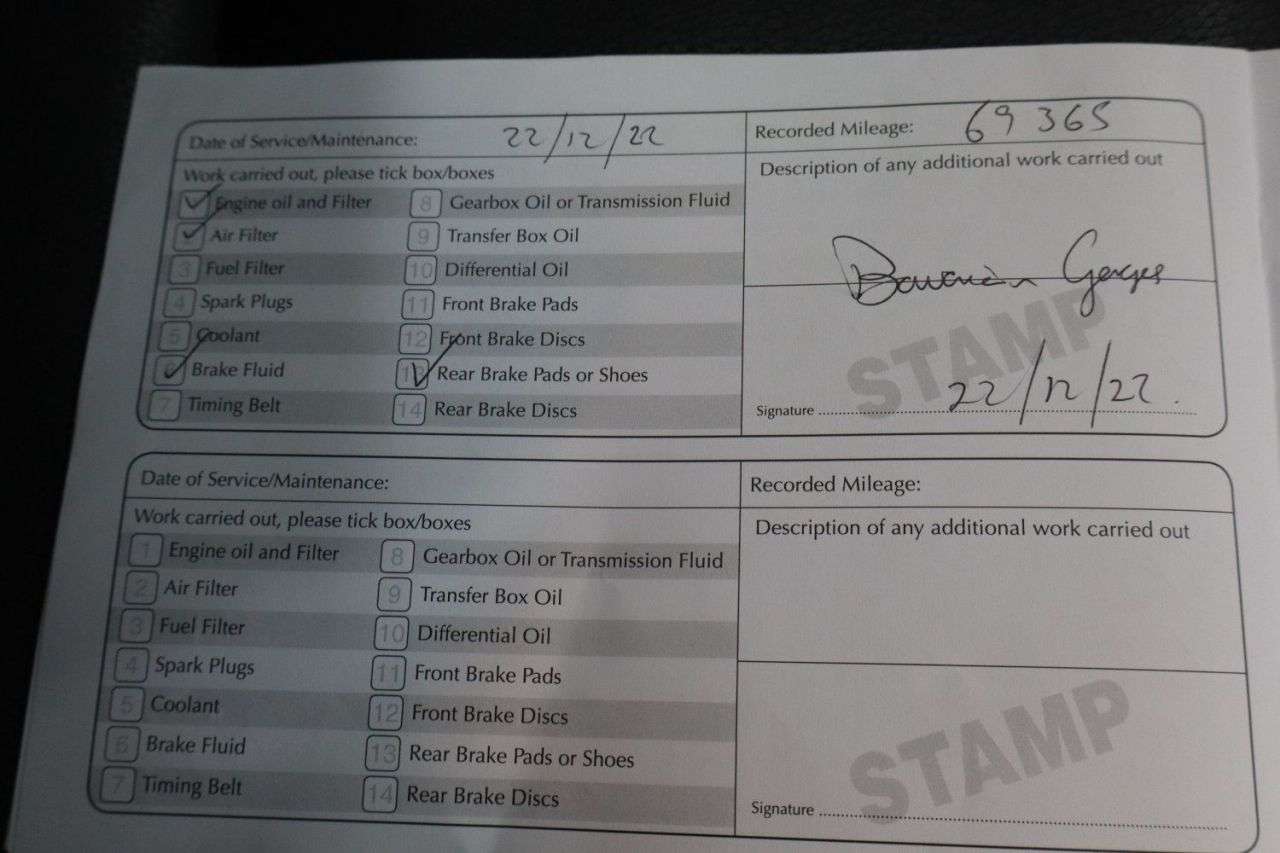 Date of Service/Maintenance: 22/12/22
Recorded Mileage: 69 365
Work carried out, please tick box/boxes
Description of any additional work carried out
Engine oil and Filter
8 Gearbox Oil or Transmission Fluid
Air Filter
9 Transfer Box Oil
3 Fuel Filter
10 Differential Oil
4 Spark Plugs
11 Front Brake Pads
5 Coolant
12 Front Brake Discs
6 Brake Fluid
13 Rear Brake Pads or Shoes
7 Timing Belt
14 Rear Brake Discs
STAMP
Signature 22/12/22.
Date of Service/Maintenance:
Recorded Mileage:
Work carried out, please tick box/boxes
Description of any additional work carried out
1 Engine oil and Filter
8 Gearbox Oil or Transmission Fluid
2 Air Filter
9 Transfer Box Oil
3 Fuel Filter
10 Differential Oil
4 Spark Plugs
11 Front Brake Pads
5 Coolant
12 Front Brake Discs
6 Brake Fluid
13 Rear Brake Pads or Shoes
7 Timing Belt
14 Rear Brake Discs
STAMP
Signature